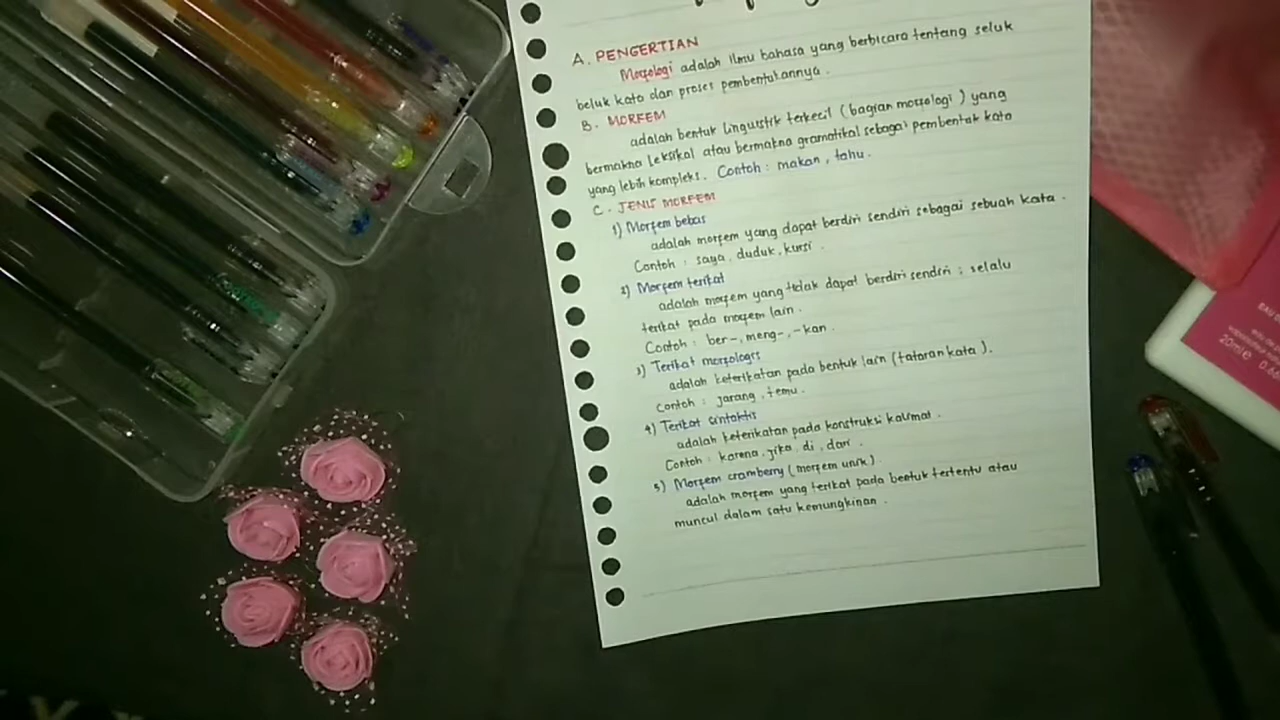 A. PENGERTIAN
Morfologi adalah ilmu bahasa yang berbicara tentang seluk
beluk kata dan proses pembentukannya.
B. MORFEM
adalah bentuk linguistik terkecil (bagian morfologi) yang
bermakna leksikal atau bermakna gramatikal sebagai pembentuk kata
yang lebih kompleks. Contoh : makan, tahu.
C. JENIS MORFEM
1) Morfem bebas
adalah morfem yang dapat berdiri sendiri sebagai sebuah kata.
Contoh : saya, duduk, kursi.
2) Morfem terikat
adalah morfem yang tidak dapat berdiri sendiri ; selalu
terikat pada morfem lain.
Contoh : ber-, meng-, -kan.
3) Terikat morfologis
adalah keterikatan pada bentuk lain (tataran kata).
Contoh : jarang, temu.
4) Terikat sintaktis
adalah keterikatan pada konstruksi kalimat.
Contoh : karena, jika, di, dari.
5) Morfem cramberry (morfem unik)
adalah morfem yang terikat pada bentuk tertentu atau
muncul dalam satu kemungkinan.
EAU
20ml e 0.6